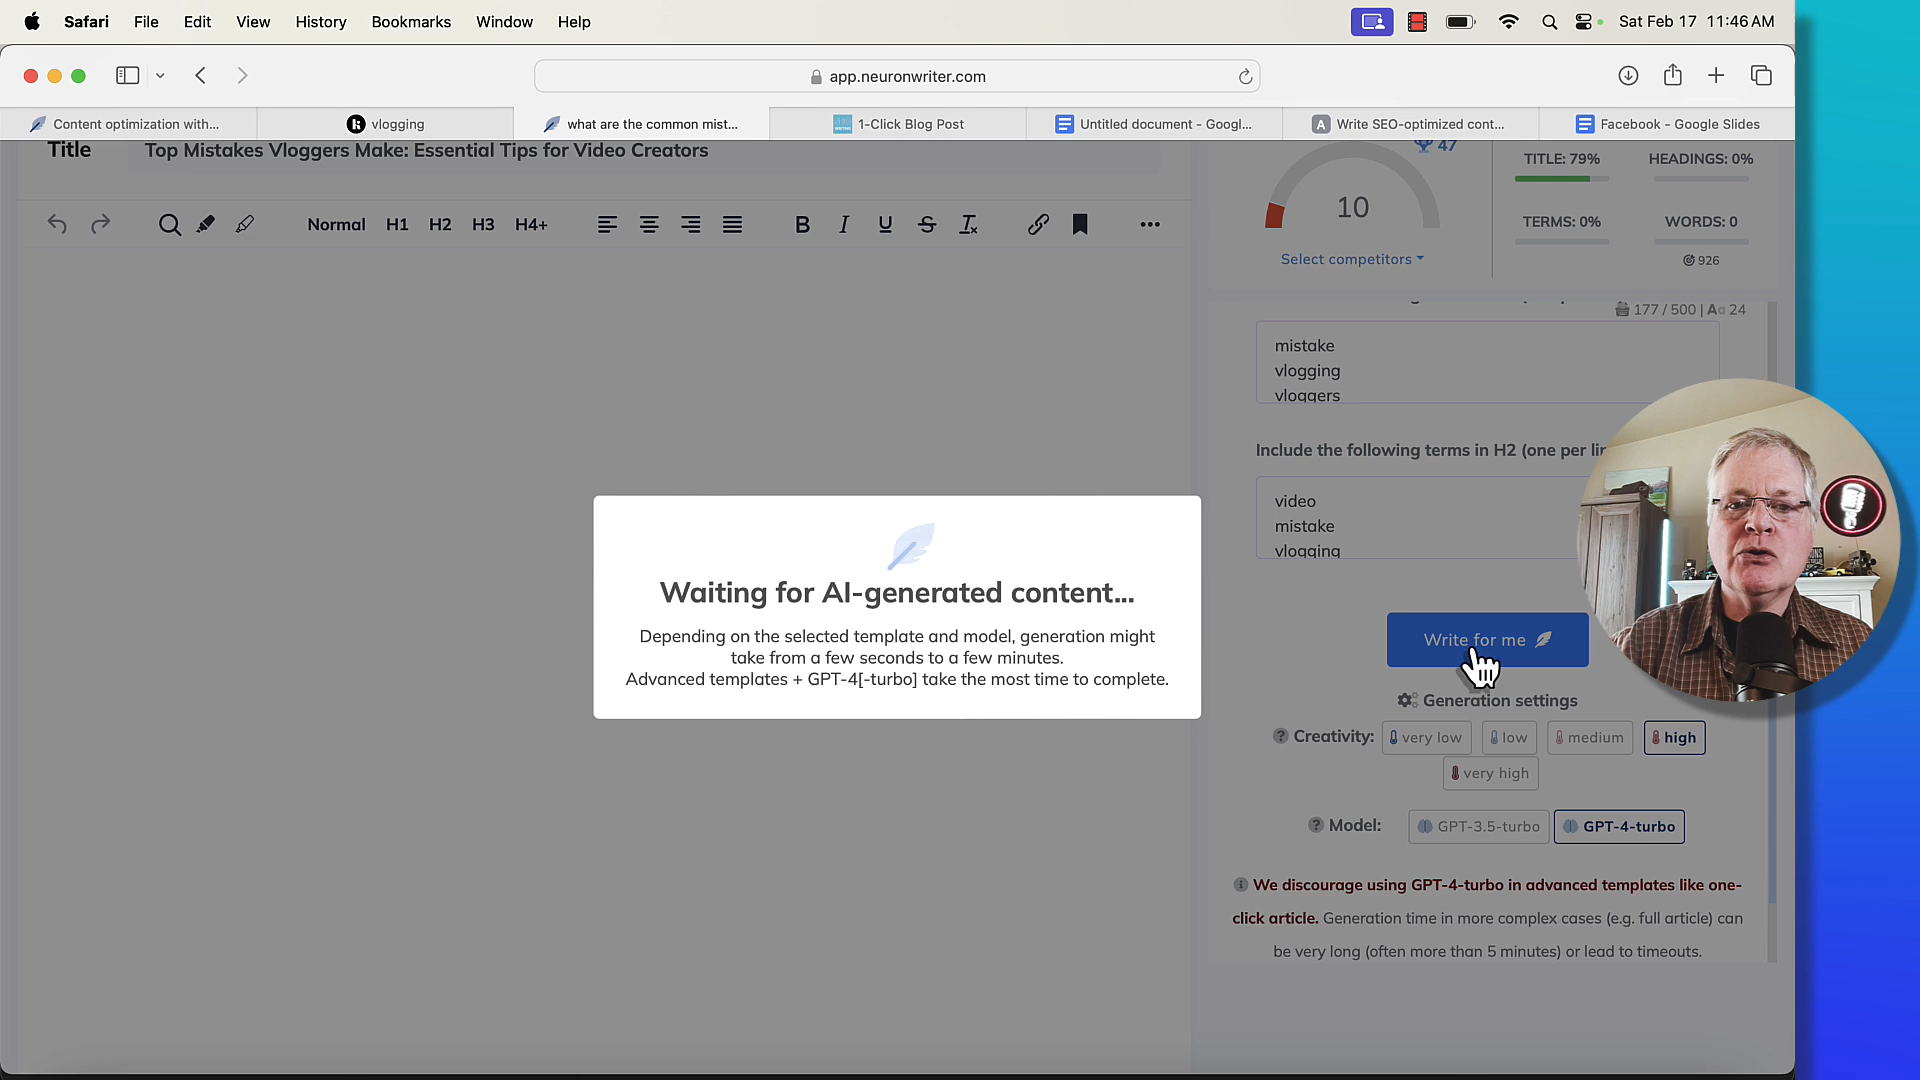 Safari File Edit View History Bookmarks Window Help
Sat Feb 17 11:46 AM
app.neuronwriter.com
Content optimization with...
vlogging
what are the common mist...
1-Click Blog Post
Untitled document - Googl...
Write SEO-optimized cont...
Facebook - Google Slides
Title
Top Mistakes Vloggers Make: Essential Tips for Video Creators
Normal H1 H2 H3 H4+
B I U S
47
10
Select competitors
TITLE: 79%
HEADINGS: 0%
TERMS: 0%
WORDS: 0
926
177 / 500 | Aa 24
mistake
vlogging
vloggers
Include the following terms in H2 (one per lin
video
mistake
vlogging
Waiting for AI-generated content...
Depending on the selected template and model, generation might
take from a few seconds to a few minutes.
Advanced templates + GPT-4[-turbo] take the most time to complete.
Write for me
Generation settings
Creativity: very low low medium high
very high
Model: GPT-3.5-turbo GPT-4-turbo
We discourage using GPT-4-turbo in advanced templates like one-
click article. Generation time in more complex cases (e.g. full article) can
be very long (often more than 5 minutes) or lead to timeouts.